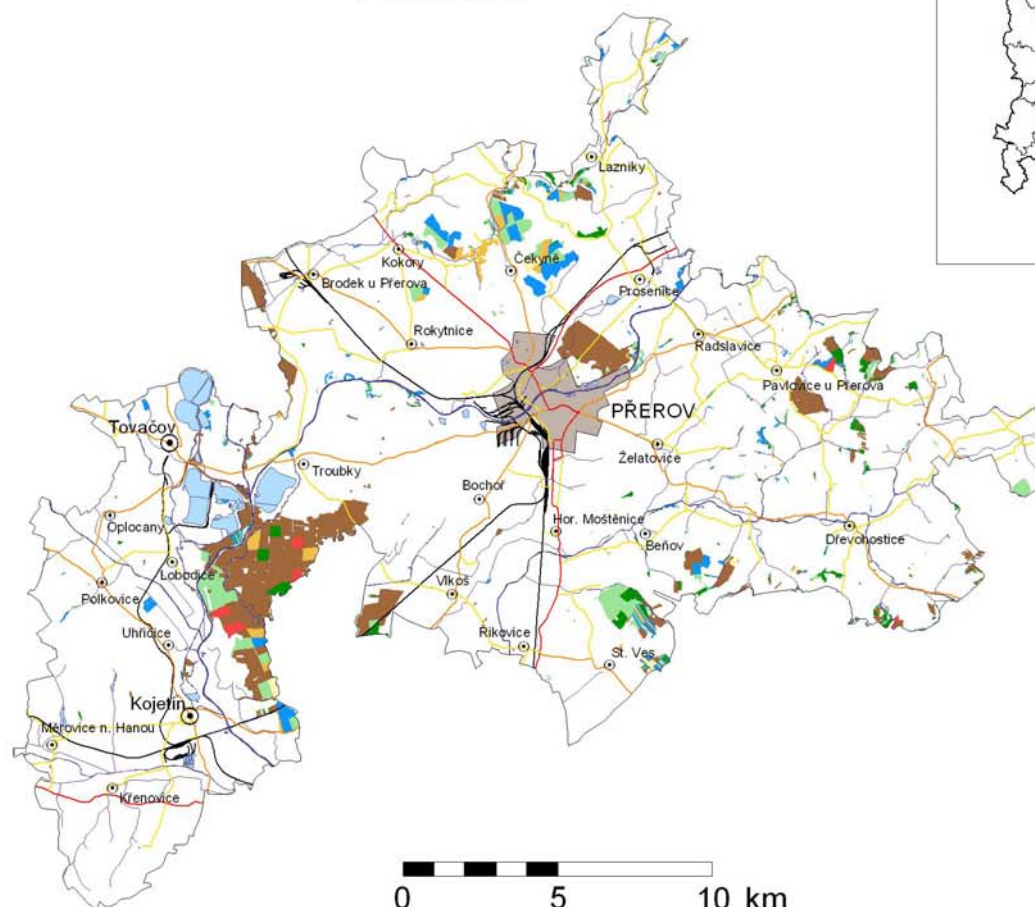 Lazníky
Kokory
Čekyně
Brodek u Přerova
Prosenice
Rokytnice
Radslavice
Pavlovice u Přerova
PŘEROV
Tovačov
Želatovice
Troubky
Bochoř
Oplocany
Hor. Moštěnice
Beňov
Dřevohostice
Lobodice
Vlkoš
Polkovice
Uhřičice
Říkovice
St. Ves
Kojetín
Měrovice n. Hanou
Křenovice
0 5 10 km